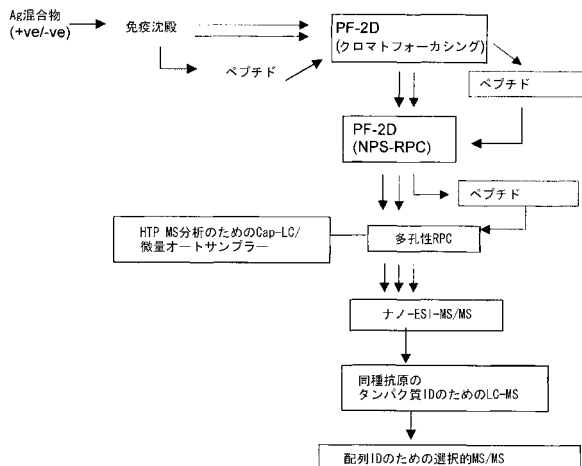 Ag混合物
(+ve/-ve)
免疫沈殿
PF-2D
(クロマトフォーカシング)
ペプチド
ペプチド
PF-2D
(NPS-RPC)
ペプチド
HTP MS分析のためのCap-LC/
微量オートサンプラー
多孔性RPC
ナノ-ESI-MS/MS
同種抗原の
タンパク質IDのためのLC-MS
配列IDのための選択的MS/MS